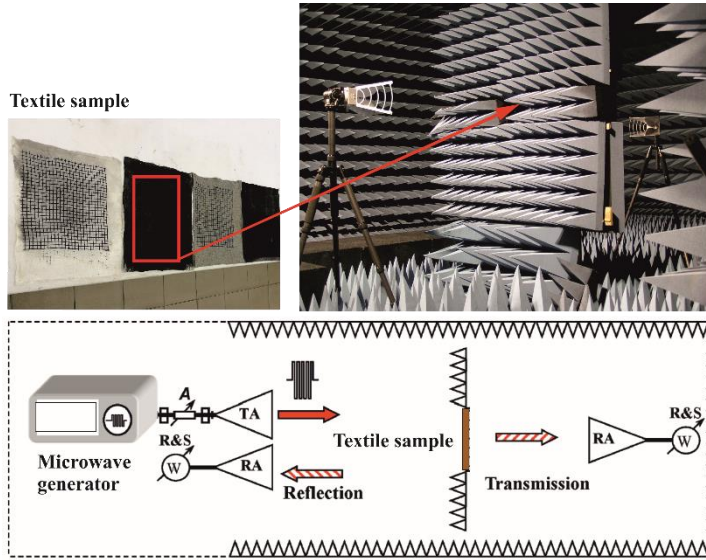 Textile sample
A
TA
R&S
W
RA
Microwave
generator
Reflection
Textile sample
Transmission
RA
R&S
W